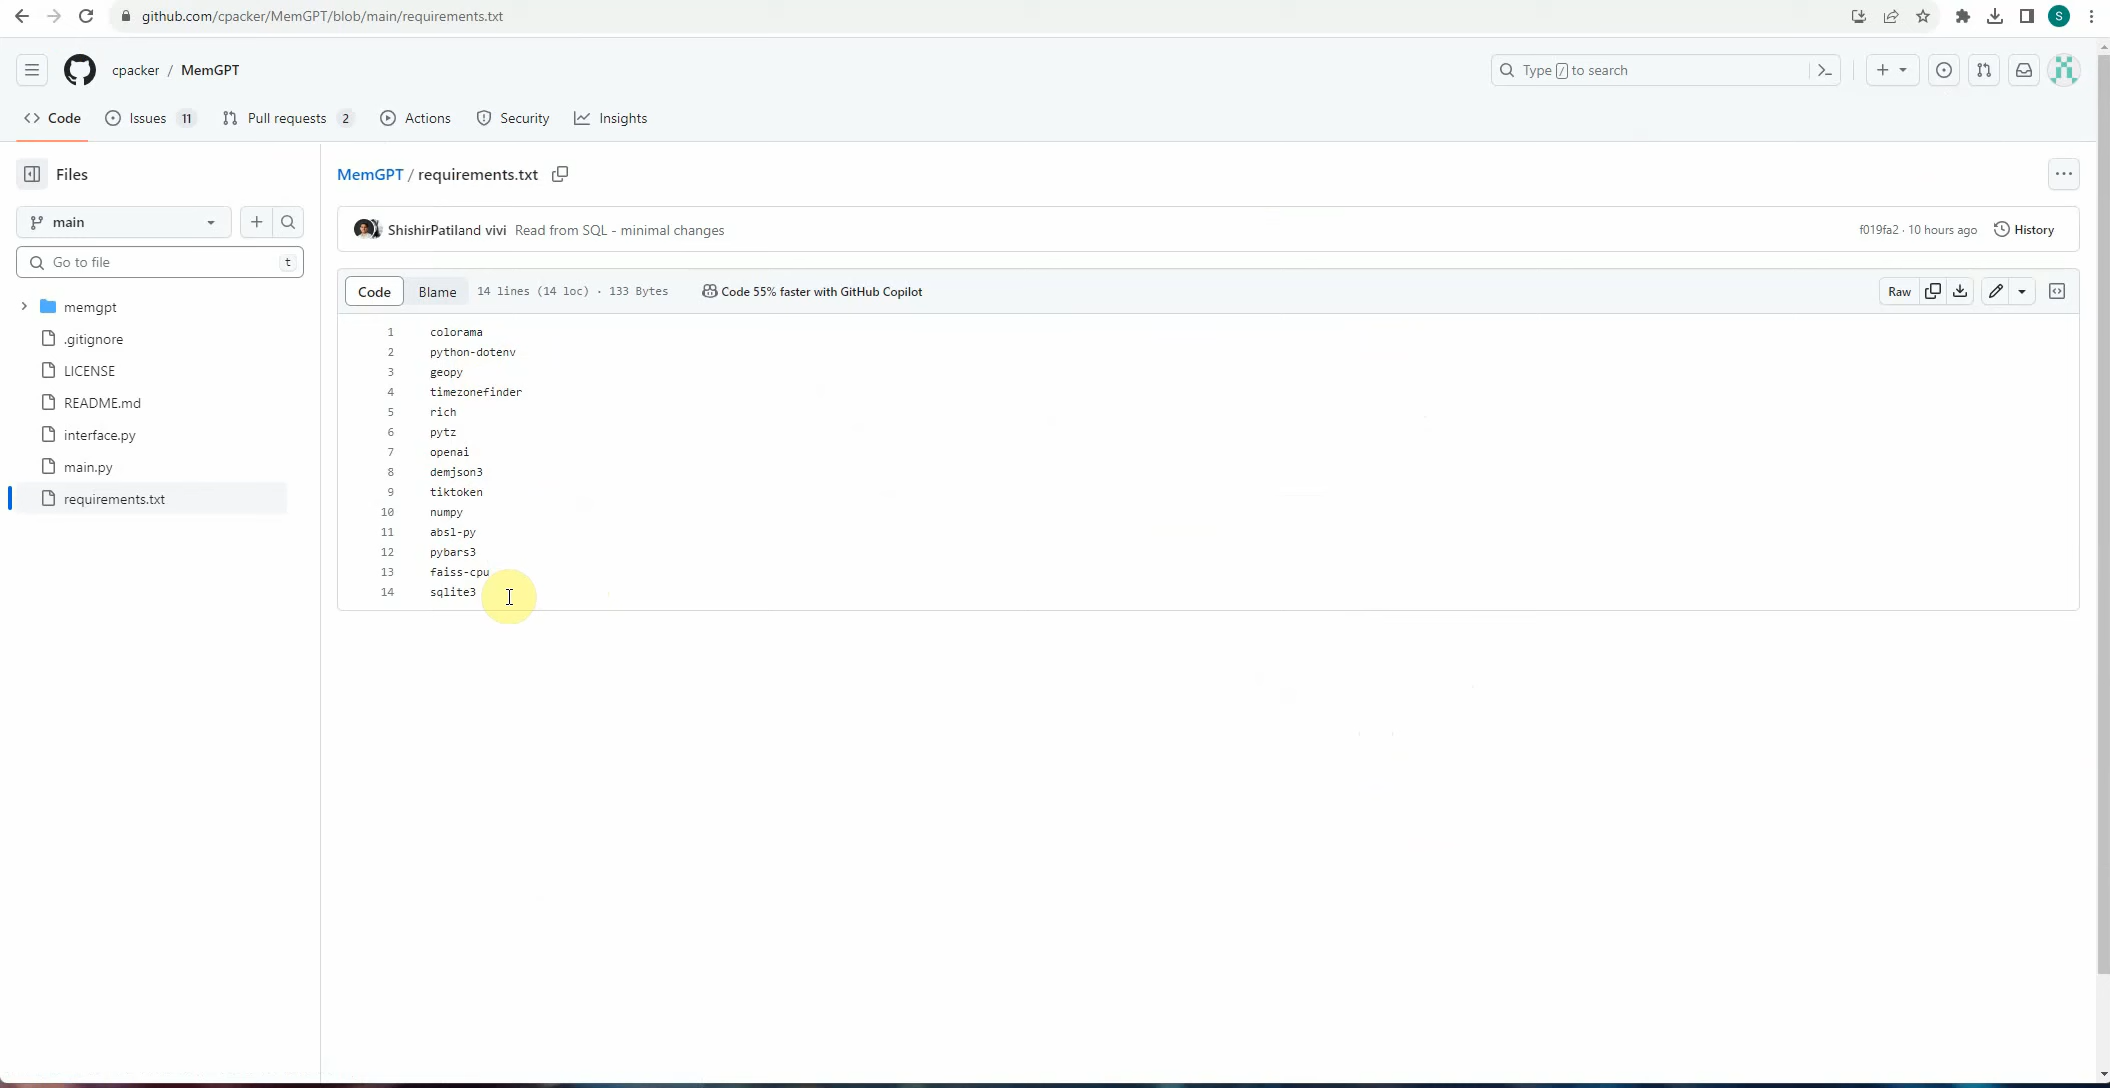 github.com/cpacker/MemGPT/blob/main/requirements.txt
S
cpacker / MemGPT
Type / to search
Code
Issues 11
Pull requests 2
Actions
Security
Insights
Files
main
Go to file
t
memgpt
.gitignore
LICENSE
README.md
interface.py
main.py
requirements.txt
MemGPT / requirements.txt
ShishirPatiland vivi Read from SQL - minimal changes
f019fa2 · 10 hours ago
History
Code
Blame
14 lines (14 loc) · 133 Bytes
Code 55% faster with GitHub Copilot
Raw
1 colorama
2 python-dotenv
3 geopy
4 timezonefinder
5 rich
6 pytz
7 openai
8 demjson3
9 tiktoken
10 numpy
11 absl-py
12 pybars3
13 faiss-cpu
14 sqlite3